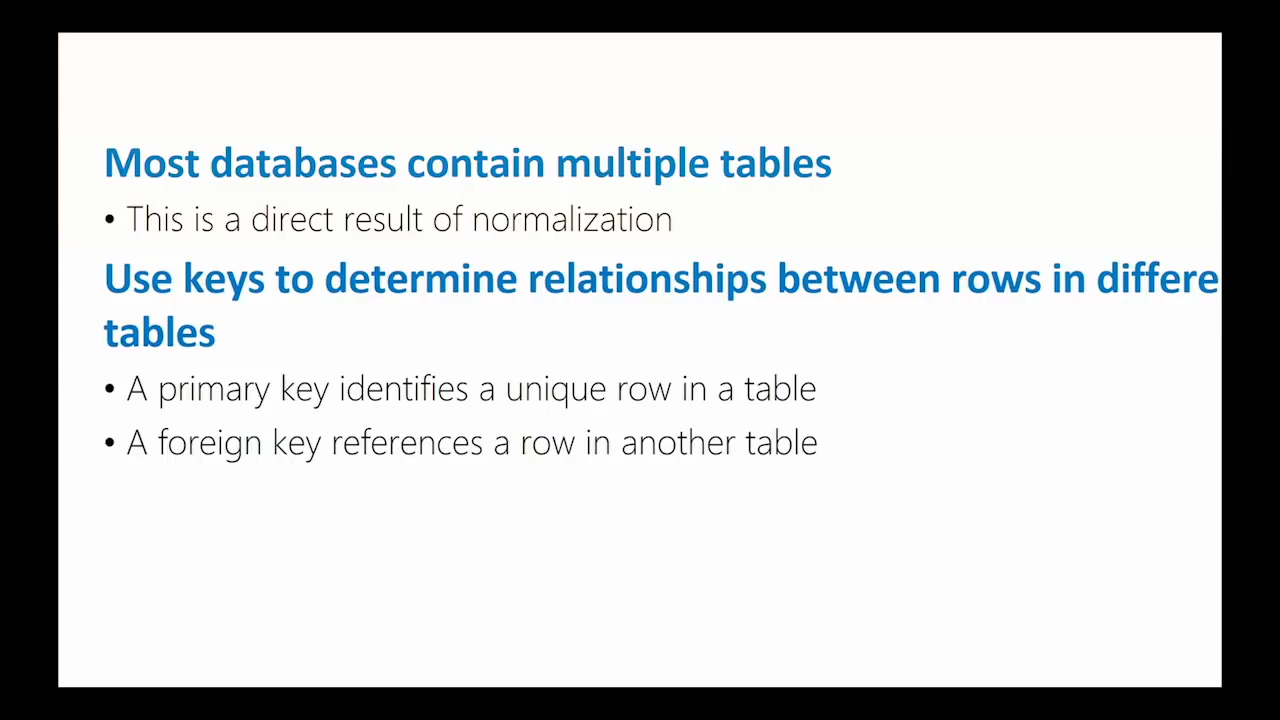 Most databases contain multiple tables
• This is a direct result of normalization
Use keys to determine relationships between rows in differe
tables
• A primary key identifies a unique row in a table
• A foreign key references a row in another table